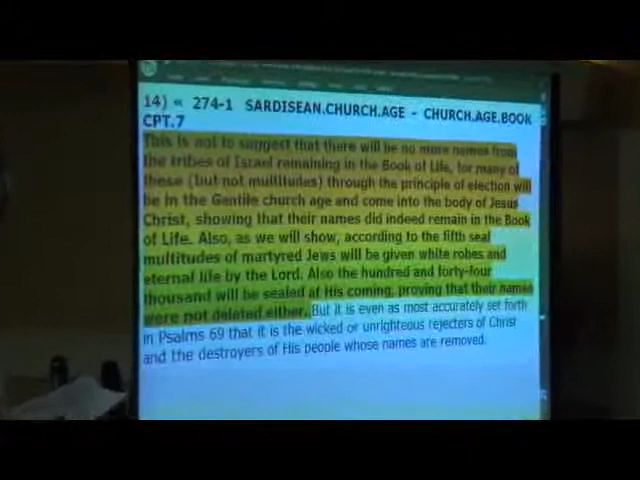 14) « 274-1 SARDISEAN.CHURCH.AGE - CHURCH.AGE.BOOK
CPT.7
This is not to suggest that there will be no more names from
the tribes of Israel remaining in the Book of Life, for many of
these (but not multitudes) through the principle of election will
be in the Gentile church age and come into the body of Jesus
Christ, showing that their names did indeed remain in the Book
of Life. Also, as we will show, according to the fifth seal
multitudes of martyred Jews will be given white robes and
eternal life by the Lord. Also the hundred and forty-four
thousand will be sealed at His coming, proving that their names
were not deleted either. But it is even as most accurately set forth
in Psalms 69 that it is the wicked or unrighteous rejecters of Christ
and the destroyers of His people whose names are removed.